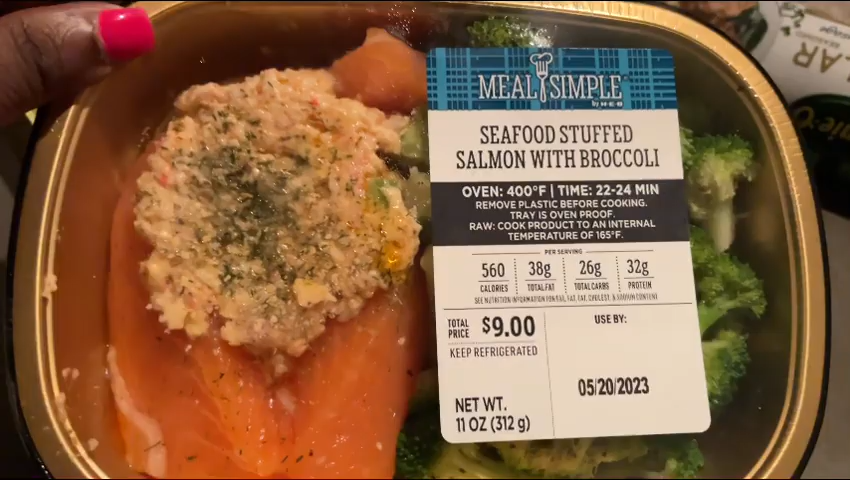 MEAL SIMPLE
by H-E-B
SEAFOOD STUFFED
SALMON WITH BROCCOLI
OVEN: 400°F | TIME: 22-24 MIN
REMOVE PLASTIC BEFORE COOKING.
TRAY IS OVEN PROOF.
RAW: COOK PRODUCT TO AN INTERNAL
TEMPERATURE OF 165°F.
PER SERVING
560 38g 26g 32g
CALORIES TOTAL FAT TOTAL CARBS PROTEIN
SEE NUTRITION INFORMATION FOR SAT. FAT, CHOLEST. & SODIUM CONTENT
TOTAL PRICE $9.00
KEEP REFRIGERATED
USE BY:
05/20/2023
NET WT.
11 OZ (312 g)
LAR